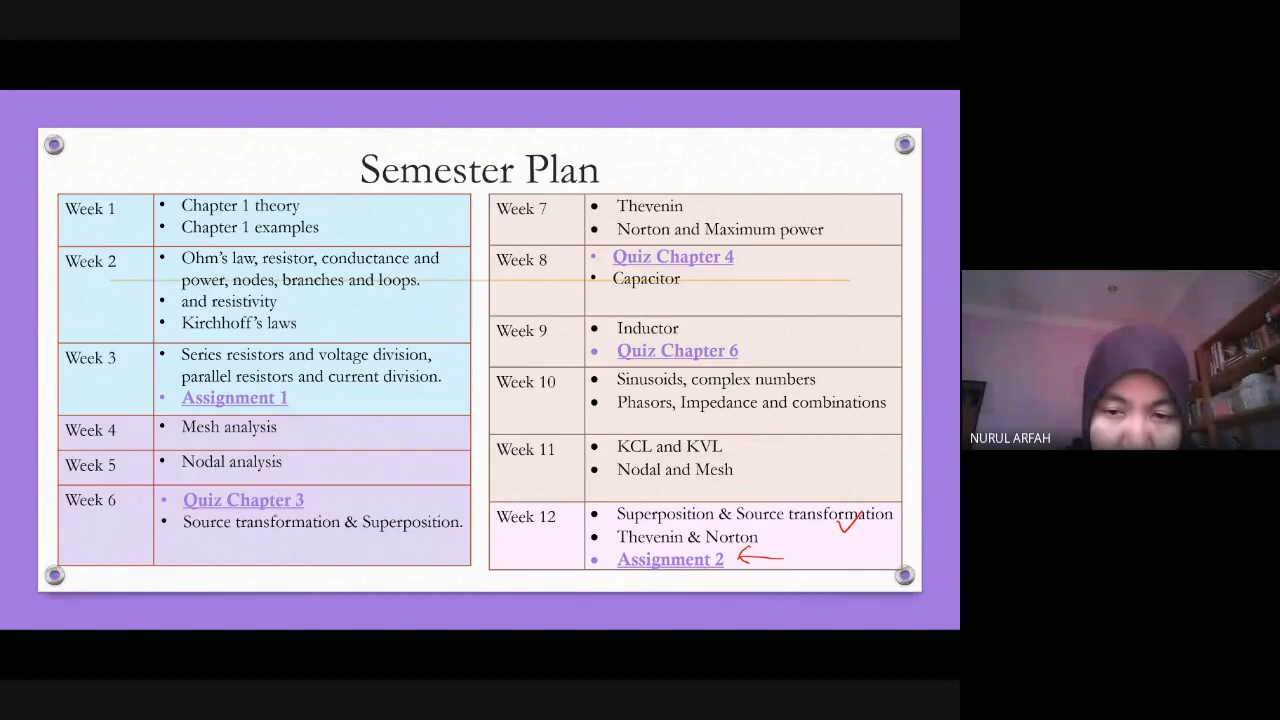 Semester Plan
Week 1
• Chapter 1 theory
• Chapter 1 examples
Week 2
• Ohm's law, resistor, conductance and
power, nodes, branches and loops.
• and resistivity
• Kirchhoff's laws
Week 3
• Series resistors and voltage division,
parallel resistors and current division.
• Assignment 1
Week 4
• Mesh analysis
Week 5
• Nodal analysis
Week 6
• Quiz Chapter 3
• Source transformation & Superposition.
Week 7
• Thevenin
• Norton and Maximum power
Week 8
• Quiz Chapter 4
• Capacitor
Week 9
• Inductor
• Quiz Chapter 6
Week 10
• Sinusoids, complex numbers
• Phasors, Impedance and combinations
Week 11
• KCL and KVL
• Nodal and Mesh
Week 12
• Superposition & Source transformation
• Thevenin & Norton
• Assignment 2
NURUL ARFAH